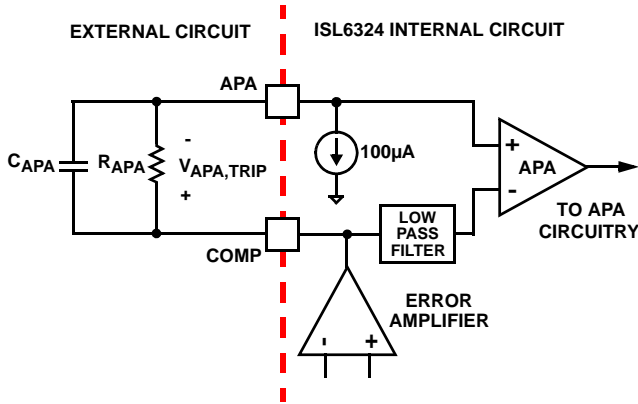 EXTERNAL CIRCUIT
ISL6324 INTERNAL CIRCUIT
APA
100µA
CAPA
RAPA
-
VAPA,TRIP
+
+
APA
-
LOW
PASS
FILTER
TO APA
CIRCUITRY
COMP
ERROR
AMPLIFIER
- +